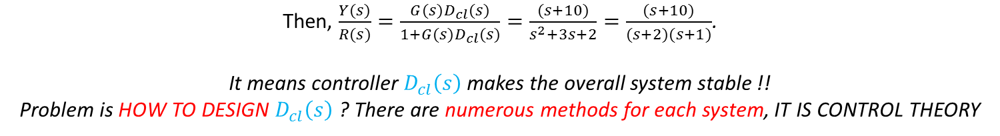 Then, $\frac{Y(s)}{R(s)} = \frac{G(s)D_{cl}(s)}{1+G(s)D_{cl}(s)} = \frac{(s+10)}{s^2+3s+2} = \frac{(s+10)}{(s+2)(s+1)}$.
It means controller $D_{cl}(s)$ makes the overall system stable !!
Problem is HOW TO DESIGN $D_{cl}(s)$ ? There are numerous methods for each system, IT IS CONTROL THEORY